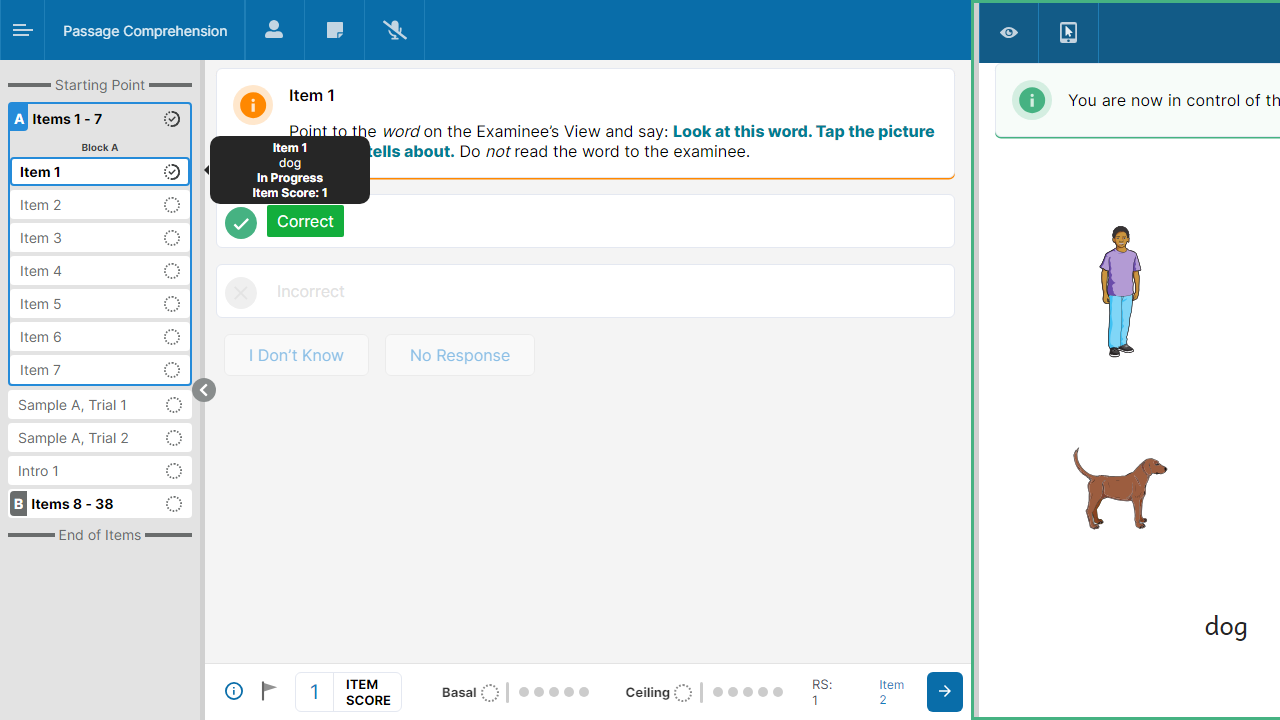 Passage Comprehension
Starting Point
A Items 1 - 7
Block A
Item 1
Item 2
Item 3
Item 4
Item 5
Item 6
Item 7
Sample A, Trial 1
Sample A, Trial 2
Intro 1
B Items 8 - 38
End of Items
Item 1
Point to the word on the Examinee's View and say: Look at this word. Tap the picture
tells about. Do not read the word to the examinee.
Item 1
dog
In Progress
Item Score: 1
Correct
Incorrect
I Don't Know
No Response
1
ITEM
SCORE
Basal
Ceiling
RS:
1
Item
2
You are now in control of th
dog